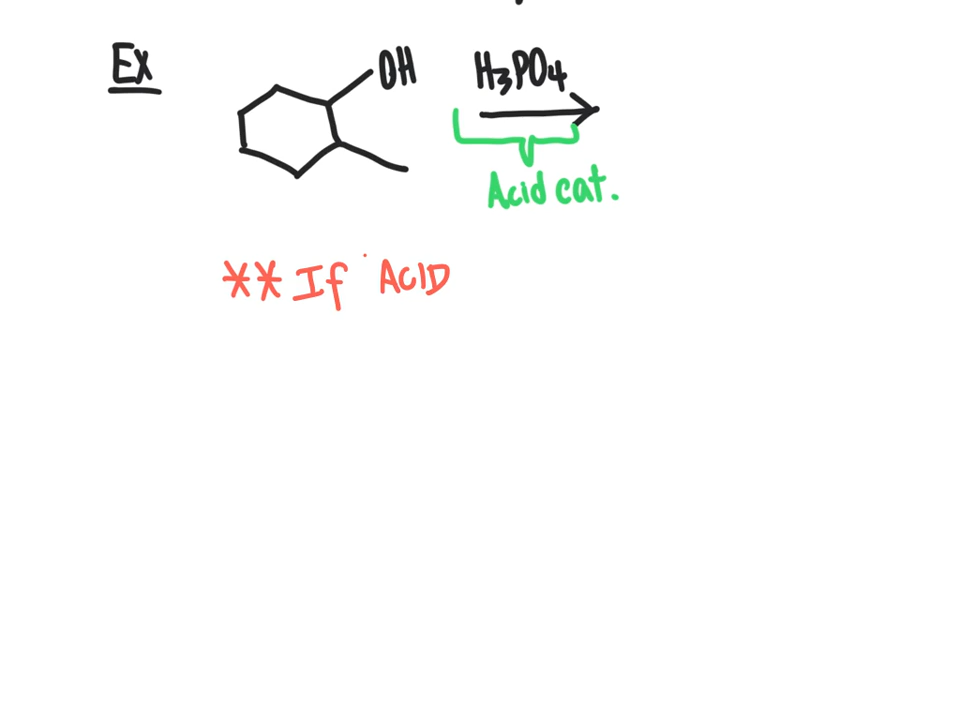 Ex
OH
H3PO4
Acid cat.
** If ACID